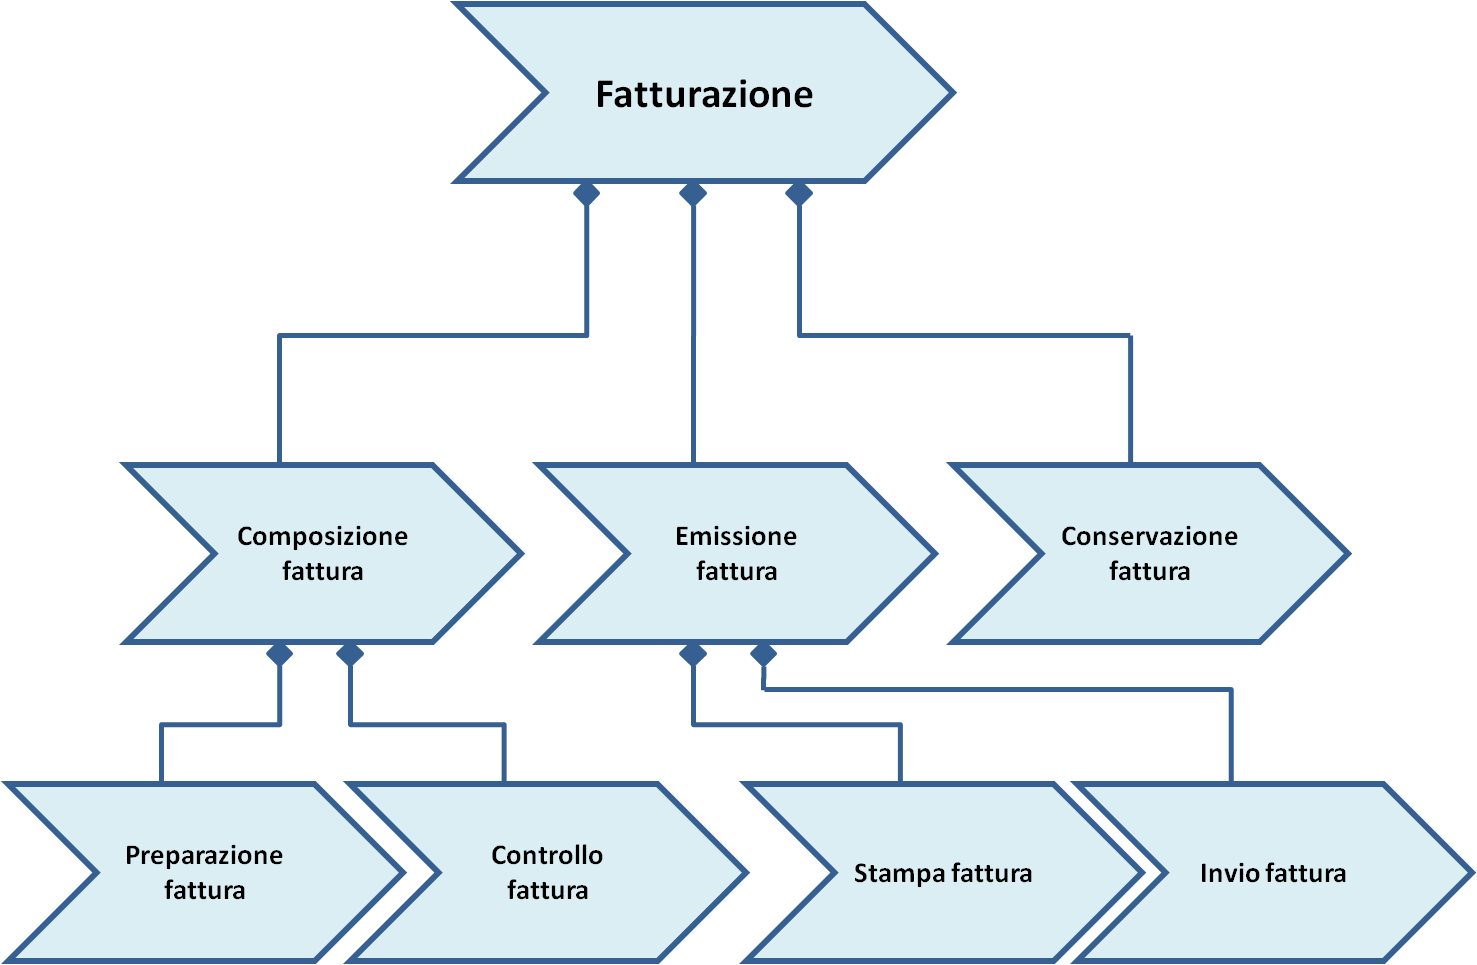 Fatturazione
Composizione
fattura
Emissione
fattura
Conservazione
fattura
Preparazione
fattura
Controllo
fattura
Stampa fattura
Invio fattura